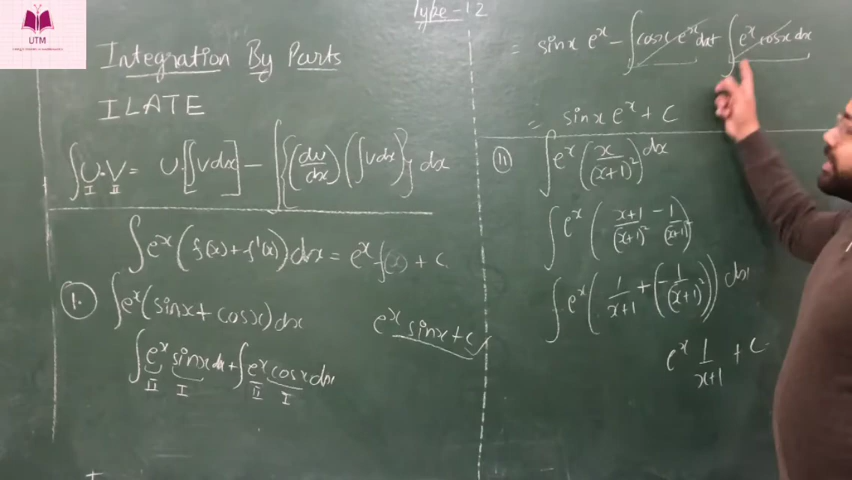 UTM
Type-12
Integration By Parts
ILATE
∫U.V = U.[∫Vdx] - ∫{(du/dx)(∫Vdx)} dx
I II
∫e^x(f(x)+f'(x))dx = e^x f(x) + c
1. ∫e^x(sinx+cosx)dx
e^x sinx+c
∫e^x sinx dx + ∫e^x cosx dx
II I II I
= sinx e^x - ∫cosx e^x dx + ∫e^x cosx dx
= sinx e^x + c
(ii) ∫e^x (x/(x+1)^2) dx
∫e^x (x+1/(x+1)^2 - 1/(x+1)^2)
∫e^x (1/x+1 + (-1/(x+1)^2)) dx
e^x 1/x+1 + c